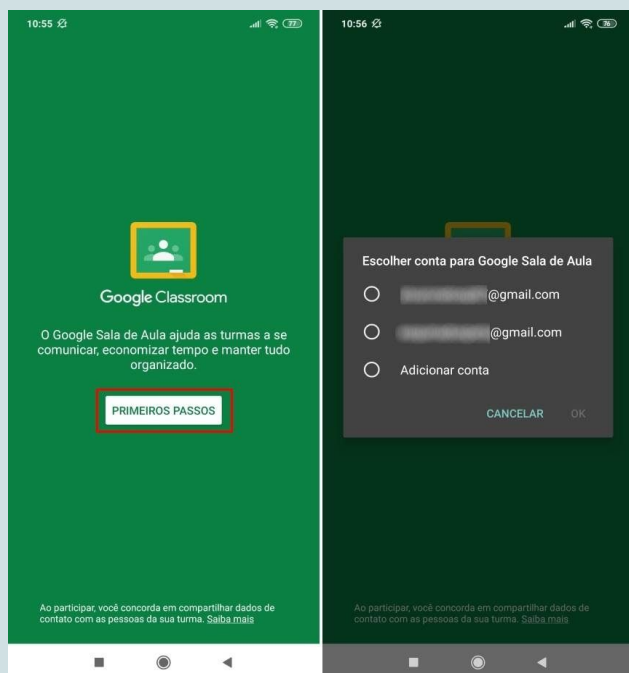 10:55
77
Google Classroom
O Google Sala de Aula ajuda as turmas a se
comunicar, economizar tempo e manter tudo
organizado.
PRIMEIROS PASSOS
Ao participar, você concorda em compartilhar dados de
contato com as pessoas da sua turma. Saiba mais
10:56
76
Escolher conta para Google Sala de Aula
@gmail.com
@gmail.com
Adicionar conta
CANCELAR OK
Ao participar, você concorda em compartilhar dados de
contato com as pessoas da sua turma. Saiba mais